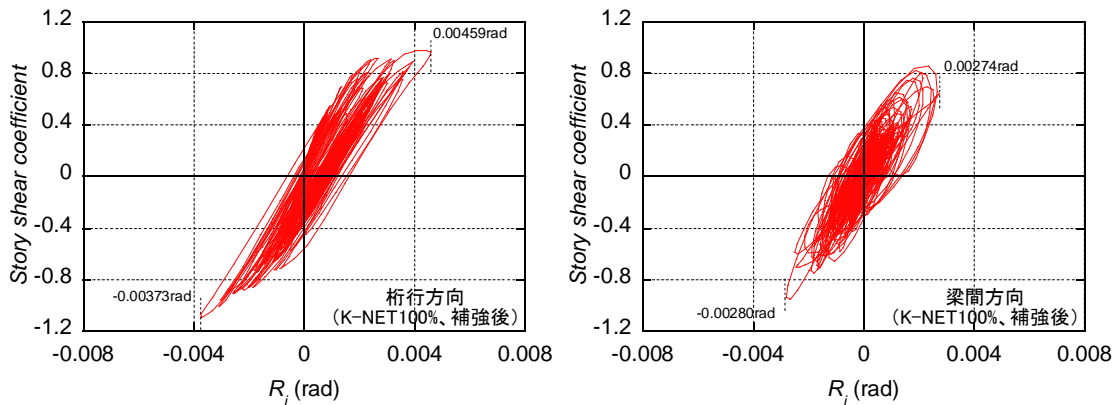 1.2
0.8
0.4
0
-0.4
-0.8
-1.2
Story shear coefficient
0.00459rad
-0.00373rad
桁行方向
（K-NET100%、補強後）
-0.008
-0.004
0
0.004
0.008
R_i (rad)
1.2
0.8
0.4
0
-0.4
-0.8
-1.2
Story shear coefficient
0.00274rad
-0.00280rad
梁間方向
（K-NET100%、補強後）
-0.008
-0.004
0
0.004
0.008
R_i (rad)